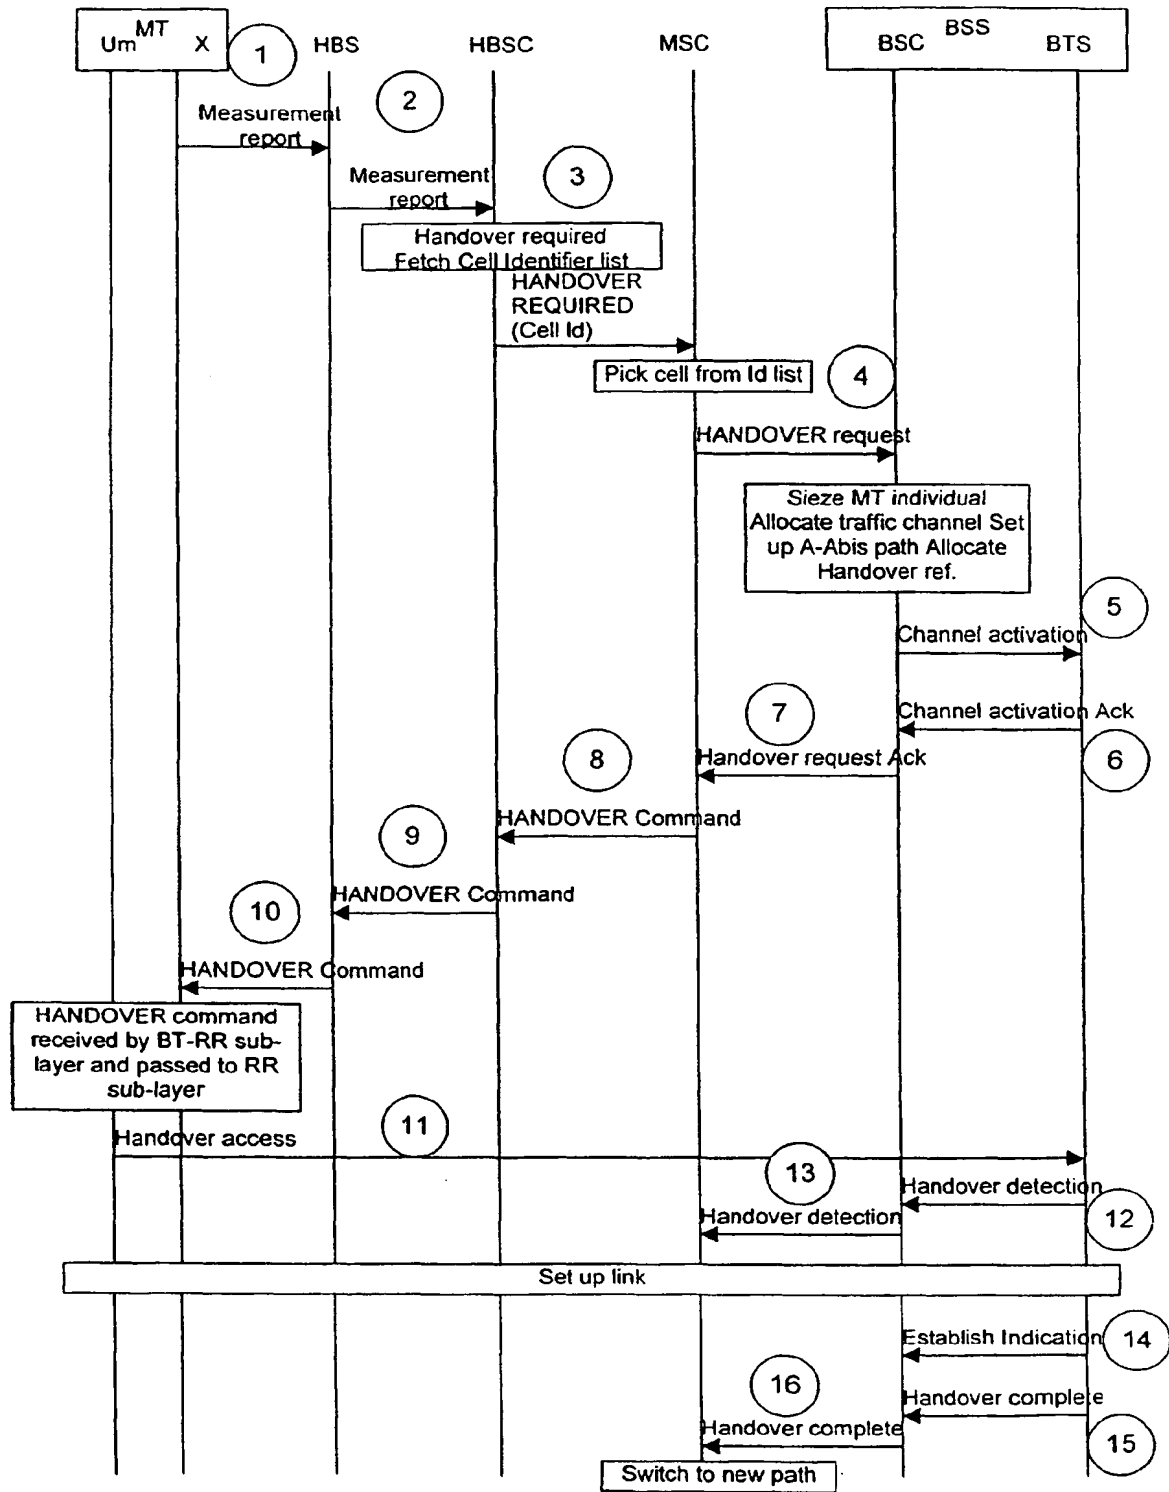 MT
BSS
Um
X
HBS
HBSC
MSC
BSC
BTS
1
2
Measurement
report
3
Measurement
report
Handover required
Fetch Cell Identifier list
HANDOVER
REQUIRED
(Cell Id)
Pick cell from Id list
4
HANDOVER request
Sieze MT individual
Allocate traffic channel Set
up A-Abis path Allocate
Handover ref.
5
Channel activation
7
Channel activation Ack
8
Handover request Ack
6
HANDOVER Command
9
HANDOVER Command
10
HANDOVER Command
HANDOVER command
received by BT-RR sub-
layer and passed to RR
sub-layer
11
Handover access
13
Handover detection
Handover detection
12
Set up link
Establish Indication
14
16
Handover complete
Handover complete
15
Switch to new path